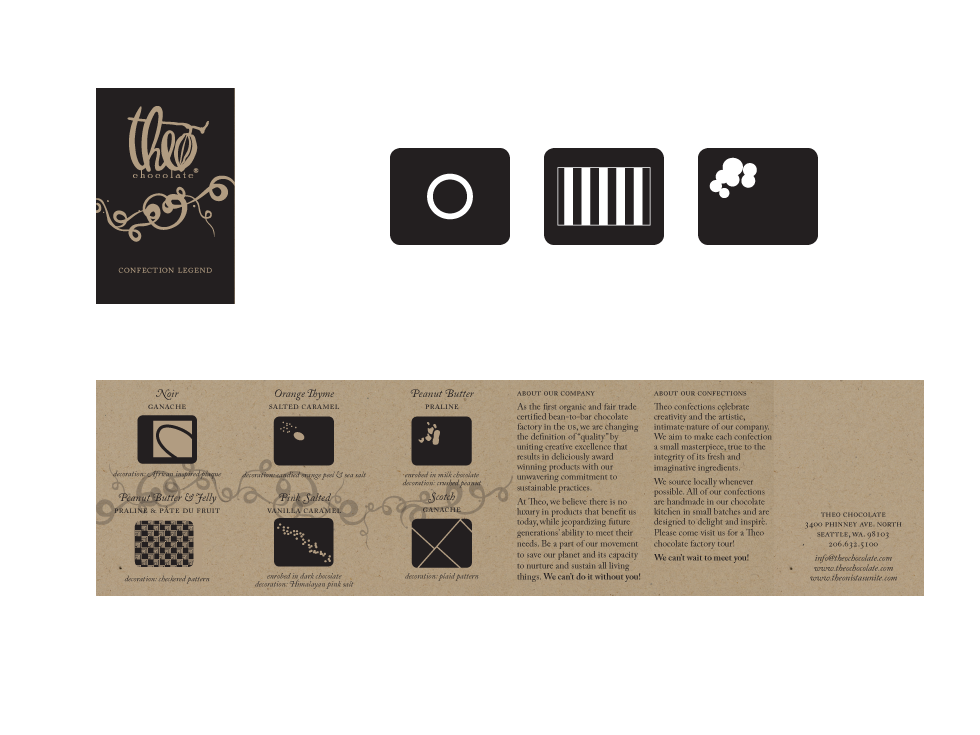 theo
chocolate®
CONFECTION LEGEND
Noir
GANACHE
decoration: African inspired plaque
Orange Thyme
SALTED CARAMEL
decoration: candied orange peel & sea salt
Peanut Butter
PRALINE
enrobed in milk chocolate
decoration: crushed peanut
Peanut Butter & Jelly
PRALINE & PÂTE DU FRUIT
decoration: checkered pattern
Pink Salted
VANILLA CARAMEL
enrobed in dark chocolate
decoration: Himalayan pink salt
Scotch
GANACHE
decoration: plaid pattern
ABOUT OUR COMPANY
As the first organic and fair trade
certified bean-to-bar chocolate
factory in the US, we are changing
the definition of "quality" by
uniting creative excellence that
results in deliciously award
winning products with our
unwavering commitment to
sustainable practices.
At Theo, we believe there is no
luxury in products that benefit us
today, while jeopardizing future
generations' ability to meet their
needs. Be a part of our movement
to save our planet and its capacity
to nurture and sustain all living
things. We can't do it without you!
ABOUT OUR CONFECTIONS
Theo confections celebrate
creativity and the artistic,
intimate nature of our company.
We aim to make each confection
a small masterpiece, true to the
integrity of its fresh and
imaginative ingredients.
We source locally whenever
possible. All of our confections
are handmade in our chocolate
kitchen in small batches and are
designed to delight and inspire.
Please come visit us for a Theo
chocolate factory tour!
We can't wait to meet you!
THEO CHOCOLATE
3400 PHINNEY AVE. NORTH
SEATTLE, WA. 98103
206.632.5100
info@theochocolate.com
www.theochocolate.com
www.theonistasunite.com